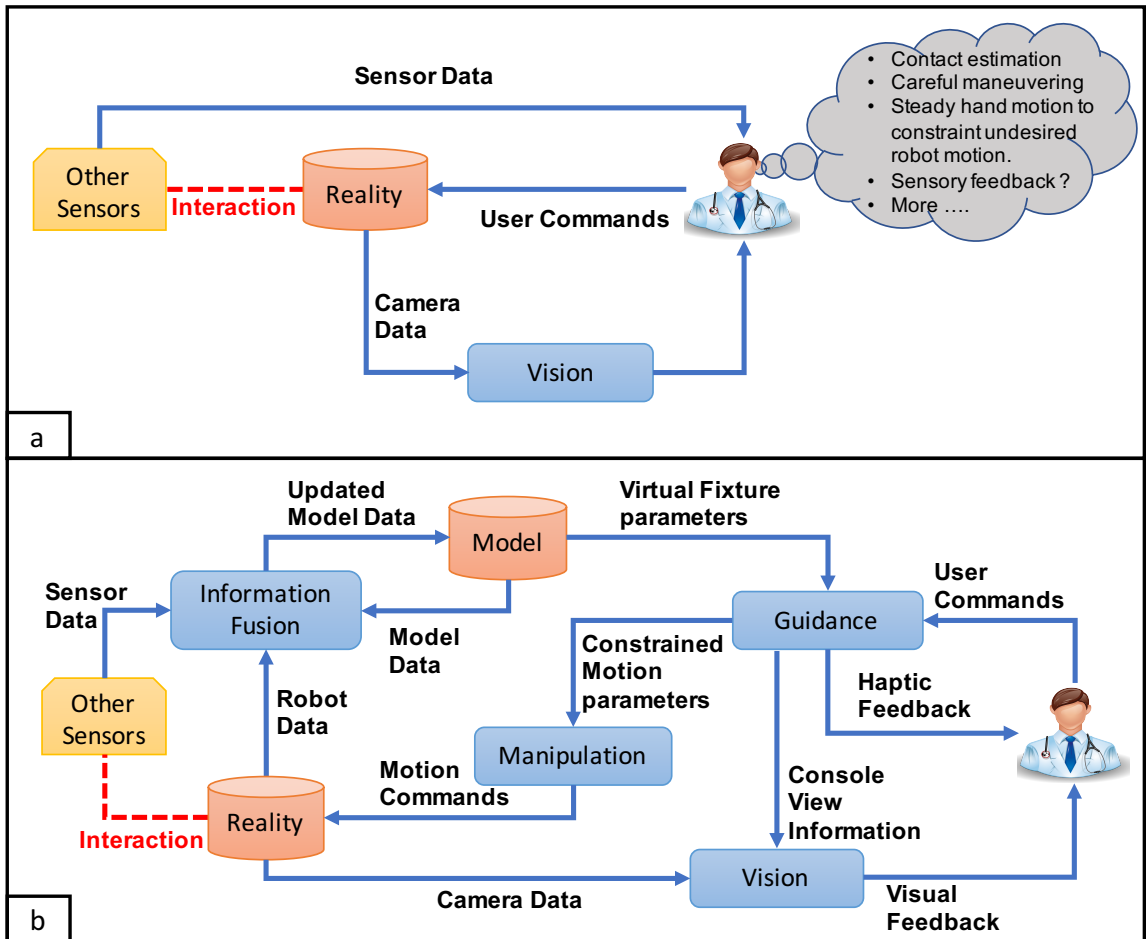 Sensor Data
• Contact estimation
• Careful maneuvering
• Steady hand motion to
constraint undesired
robot motion.
• Sensory feedback ?
• More ....
Other
Sensors
Interaction
Reality
User Commands
Camera
Data
Vision
a
Updated
Model Data
Model
Virtual Fixture
parameters
Sensor
Data
Information
Fusion
Model
Data
Guidance
User
Commands
Constrained
Motion
parameters
Haptic
Feedback
Other
Sensors
Robot
Data
Manipulation
Motion
Commands
Console
View
Information
Interaction
Reality
Camera Data
Vision
Visual
Feedback
b